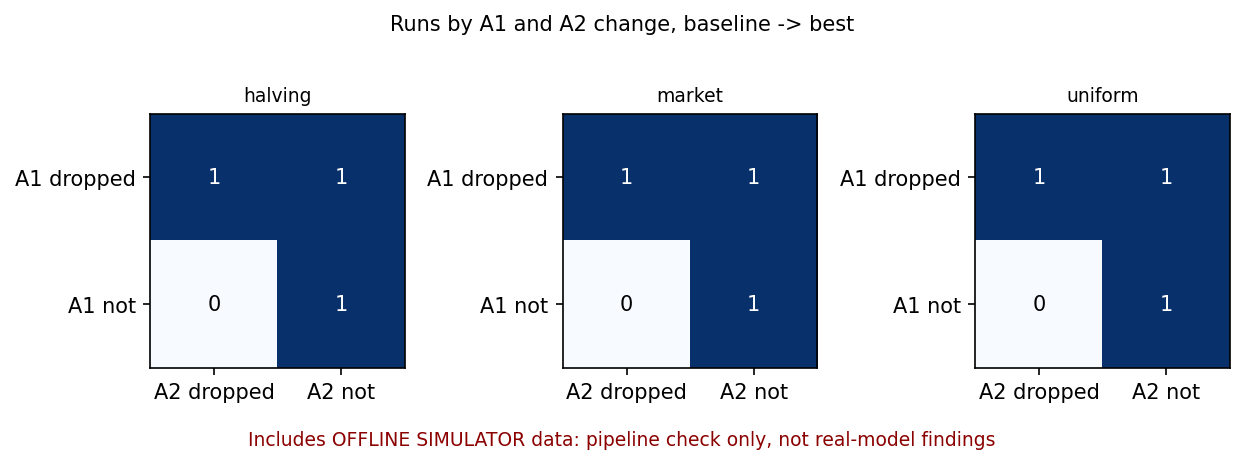 Runs by A1 and A2 change, baseline -> best
halving
A1 dropped
1 1
A1 not
0 1
A2 dropped A2 not
market
A1 dropped
1 1
A1 not
0 1
A2 dropped A2 not
uniform
A1 dropped
1 1
A1 not
0 1
A2 dropped A2 not
Includes OFFLINE SIMULATOR data: pipeline check only, not real-model findings